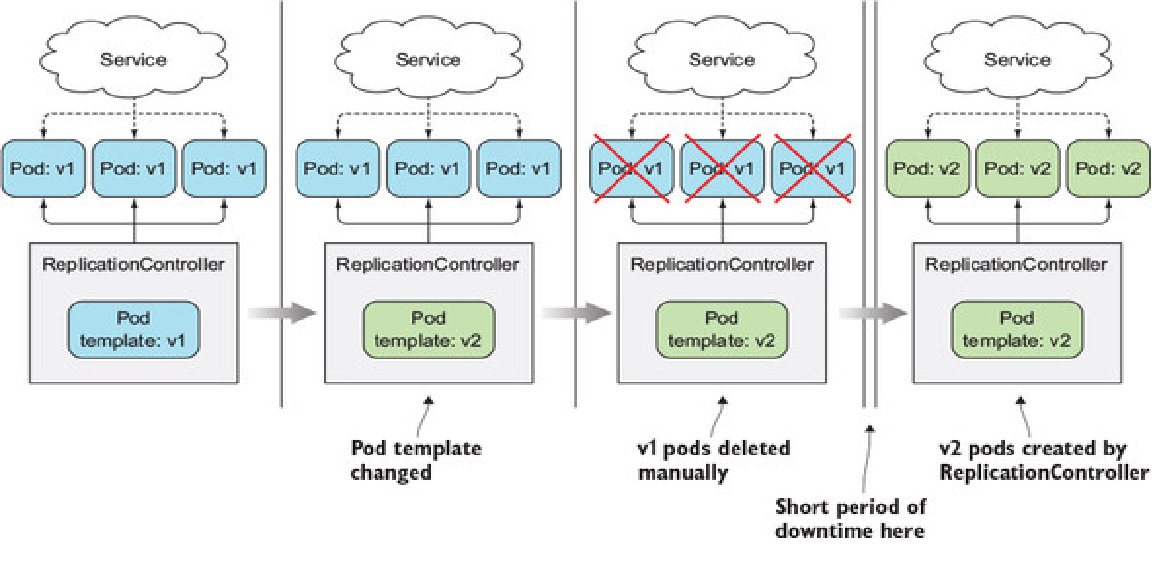 Service
Service
Service
Service
Pod: v1
Pod: v1
Pod: v1
Pod: v1
Pod: v1
Pod: v1
Pod: v1
Pod: v1
Pod: v1
Pod: v2
Pod: v2
Pod: v2
ReplicationController
ReplicationController
ReplicationController
ReplicationController
Pod
template: v1
Pod
template: v2
Pod
template: v2
Pod
template: v2
Pod template
changed
v1 pods deleted
manually
v2 pods created by
ReplicationController
Short period of
downtime here